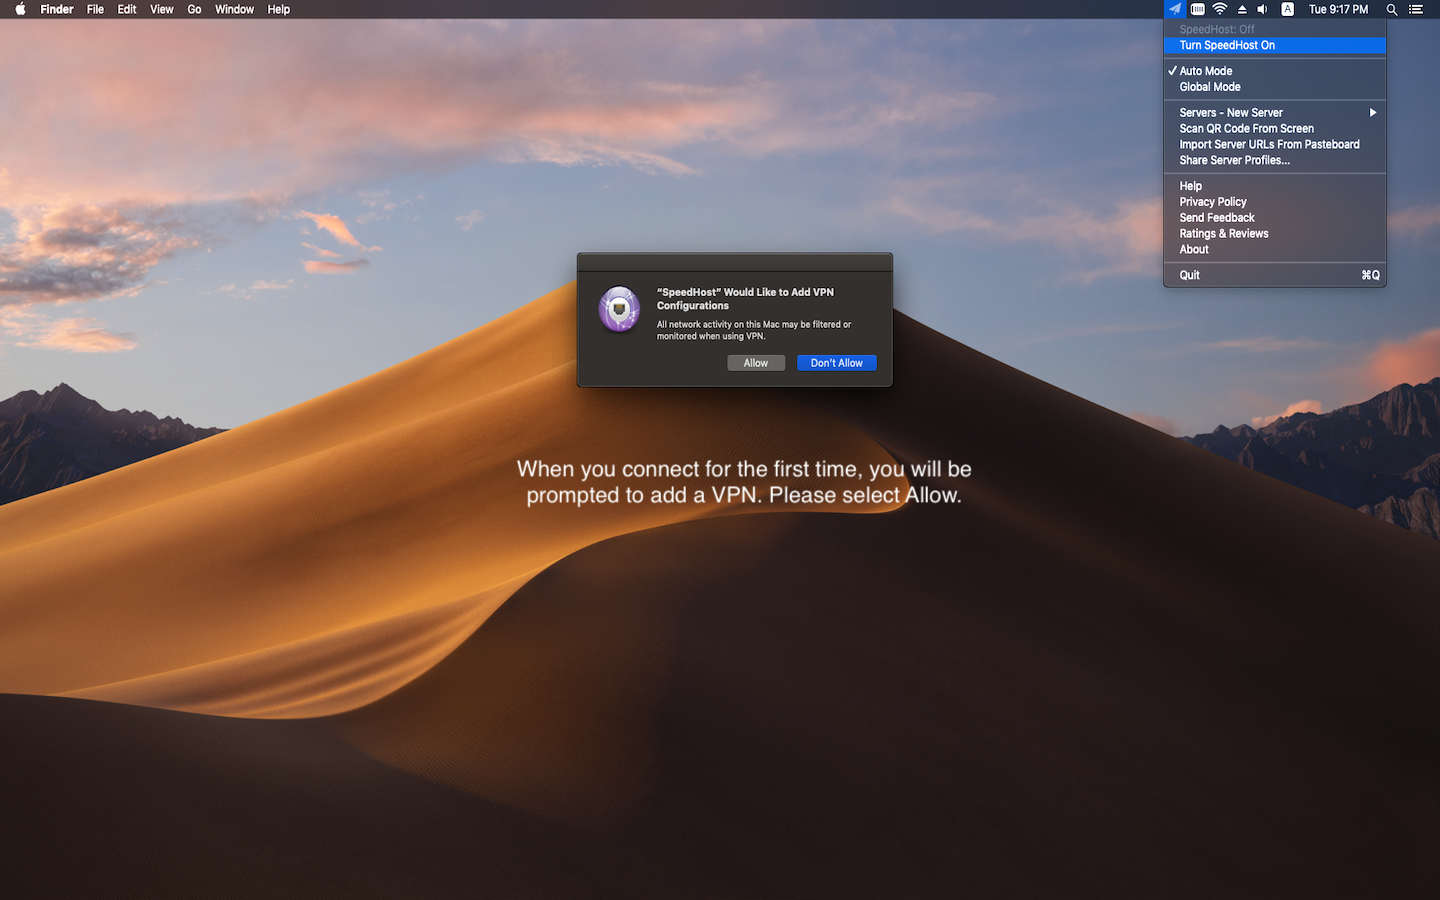 Finder File Edit View Go Window Help
A Tue 9:17 PM
SpeedHost: Off
Turn SpeedHost On
✓ Auto Mode
Global Mode
Servers - New Server
Scan QR Code From Screen
Import Server URLs From Pasteboard
Share Server Profiles...
Help
Privacy Policy
Send Feedback
Ratings & Reviews
About
Quit ⌘Q
“SpeedHost” Would Like to Add VPN
Configurations
All network activity on this Mac may be filtered or
monitored when using VPN.
Allow Don’t Allow
When you connect for the first time, you will be
prompted to add a VPN. Please select Allow.